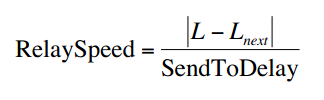 RelaySpeed = |L − L_next| / SendToDelay